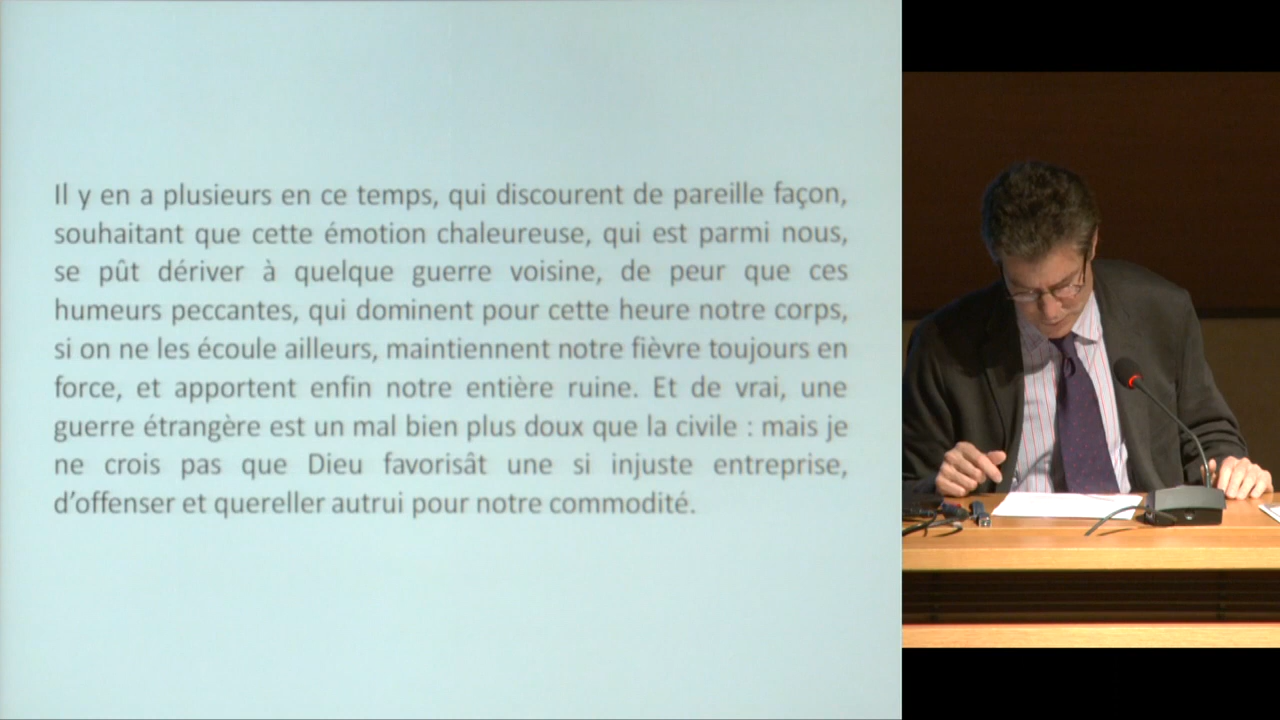 Il y en a plusieurs en ce temps, qui discourent de pareille façon,
souhaitant que cette émotion chaleureuse, qui est parmi nous,
se pût dériver à quelque guerre voisine, de peur que ces
humeurs peccantes, qui dominent pour cette heure notre corps,
si on ne les écoule ailleurs, maintiennent notre fièvre toujours en
force, et apportent enfin notre entière ruine. Et de vrai, une
guerre étrangère est un mal bien plus doux que la civile : mais je
ne crois pas que Dieu favorisât une si injuste entreprise,
d’offenser et quereller autrui pour notre commodité.